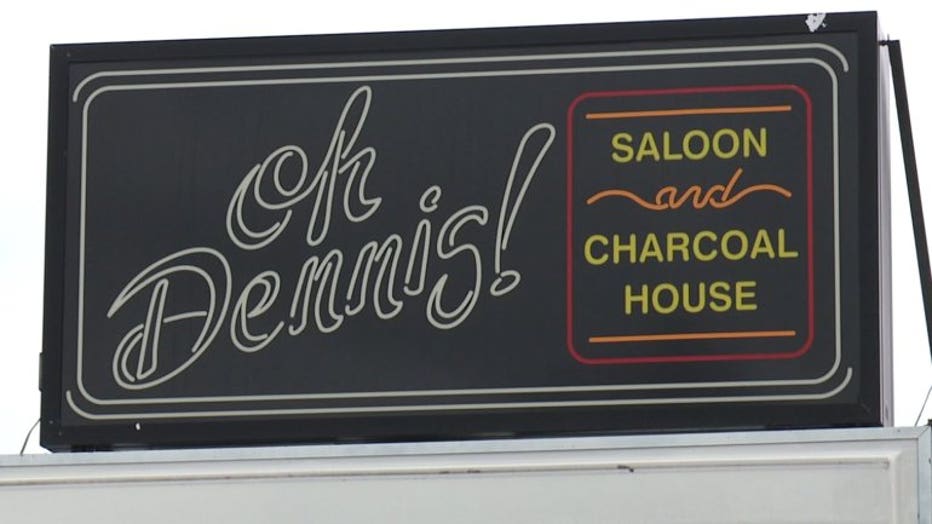 Oh
Dennis!
SALOON
and
CHARCOAL
HOUSE